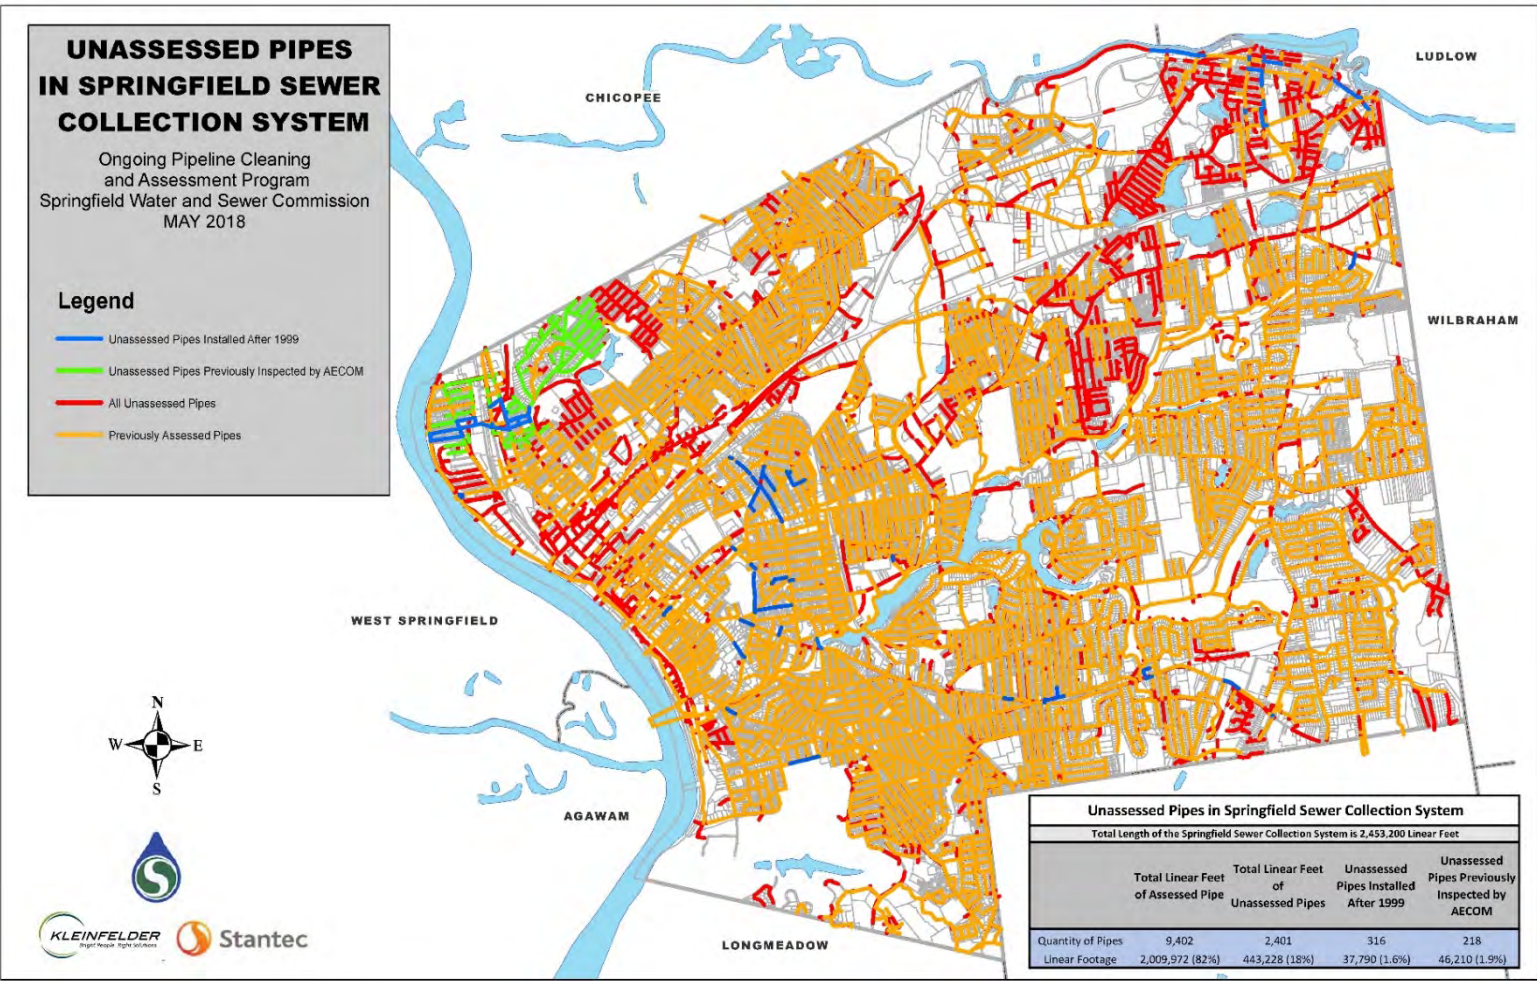 UNASSESSED PIPES
IN SPRINGFIELD SEWER
COLLECTION SYSTEM
Ongoing Pipeline Cleaning
and Assessment Program
Springfield Water and Sewer Commission
MAY 2018
Legend
Unassessed Pipes Installed After 1999
Unassessed Pipes Previously Inspected by AECOM
All Unassessed Pipes
Previously Assessed Pipes
CHICOPEE
LUDLOW
WILBRAHAM
WEST SPRINGFIELD
AGAWAM
LONGMEADOW
N
W E
S
S
KLEINFELDER
Bright People. Right Solutions.
Stantec
Unassessed Pipes in Springfield Sewer Collection System
Total Length of the Springfield Sewer Collection System is 2,453,200 Linear Feet
Total Linear Feet
of Assessed Pipe
Total Linear Feet
of
Unassessed Pipes
Unassessed
Pipes Installed
After 1999
Unassessed
Pipes Previously
Inspected by
AECOM
Quantity of Pipes 9,402 2,401 316 218
Linear Footage 2,009,972 (82%) 443,228 (18%) 37,790 (1.6%) 46,210 (1.9%)